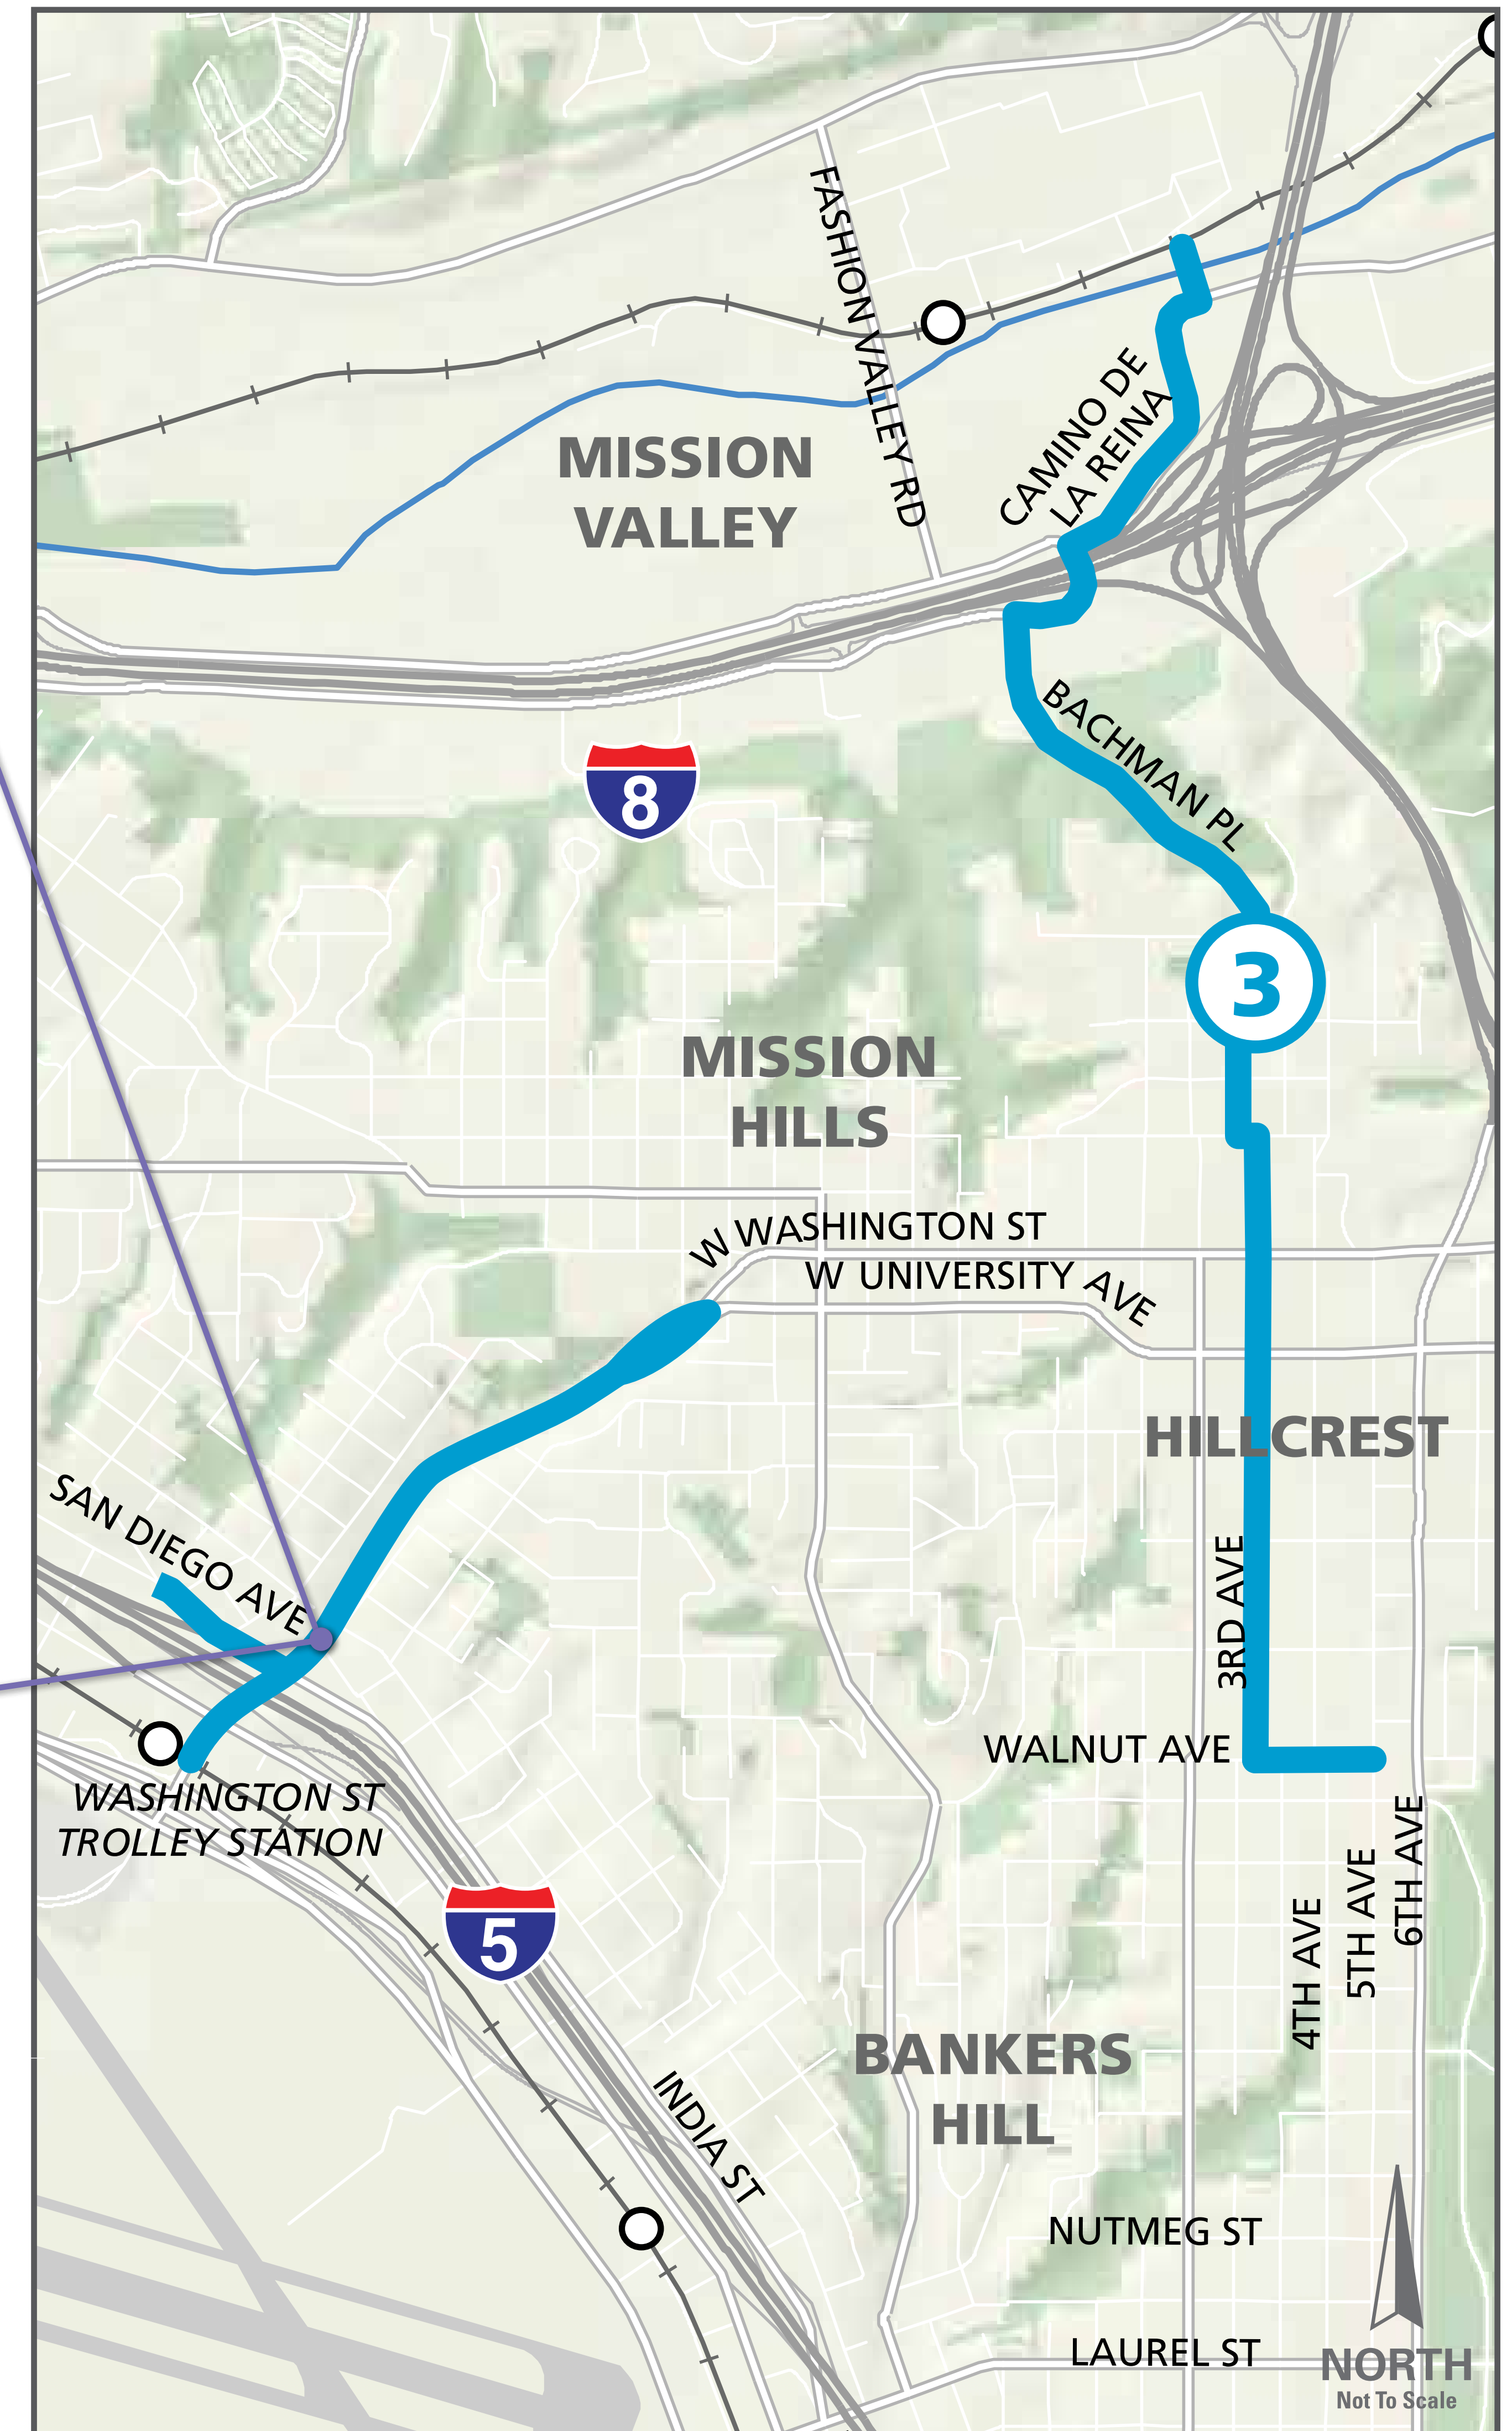 FASHION VALLEY RD
CAMINO DE
LA REINA
MISSION
VALLEY
BACHMAN PL
8
3
MISSION
HILLS
W WASHINGTON ST
W UNIVERSITY AVE
HILLCREST
SAN DIEGO AVE
3RD AVE
WALNUT AVE
WASHINGTON ST
TROLLEY STATION
6TH AVE
5TH AVE
4TH AVE
5
BANKERS
HILL
INDIA ST
NUTMEG ST
LAUREL ST
NORTH
Not To Scale